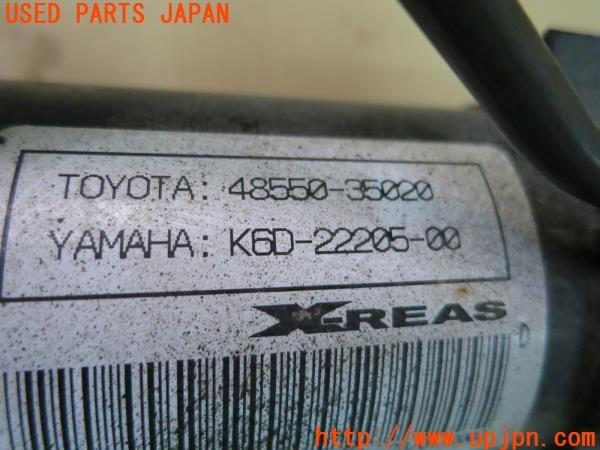 USED PARTS JAPAN
TOYOTA: 48550-35020
YAMAHA: K6D-22205-00
X-REAS
D
http://www.upjpn.com